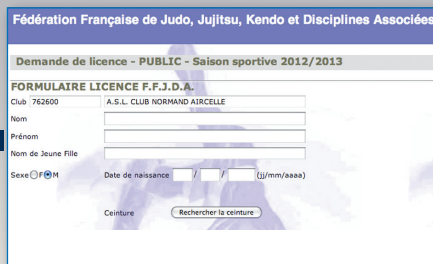 Fédération Française de Judo, Jujitsu, Kendo et Disciplines Associées
Demande de licence - PUBLIC - Saison sportive 2012/2013
FORMULAIRE LICENCE F.F.J.D.A.
Club 762600 A.S.L. CLUB NORMAND AIRCELLE
Nom
Prénom
Nom de Jeune Fille
Sexe F M Date de naissance / / (jj/mm/aaaa)
Ceinture Rechercher la ceinture